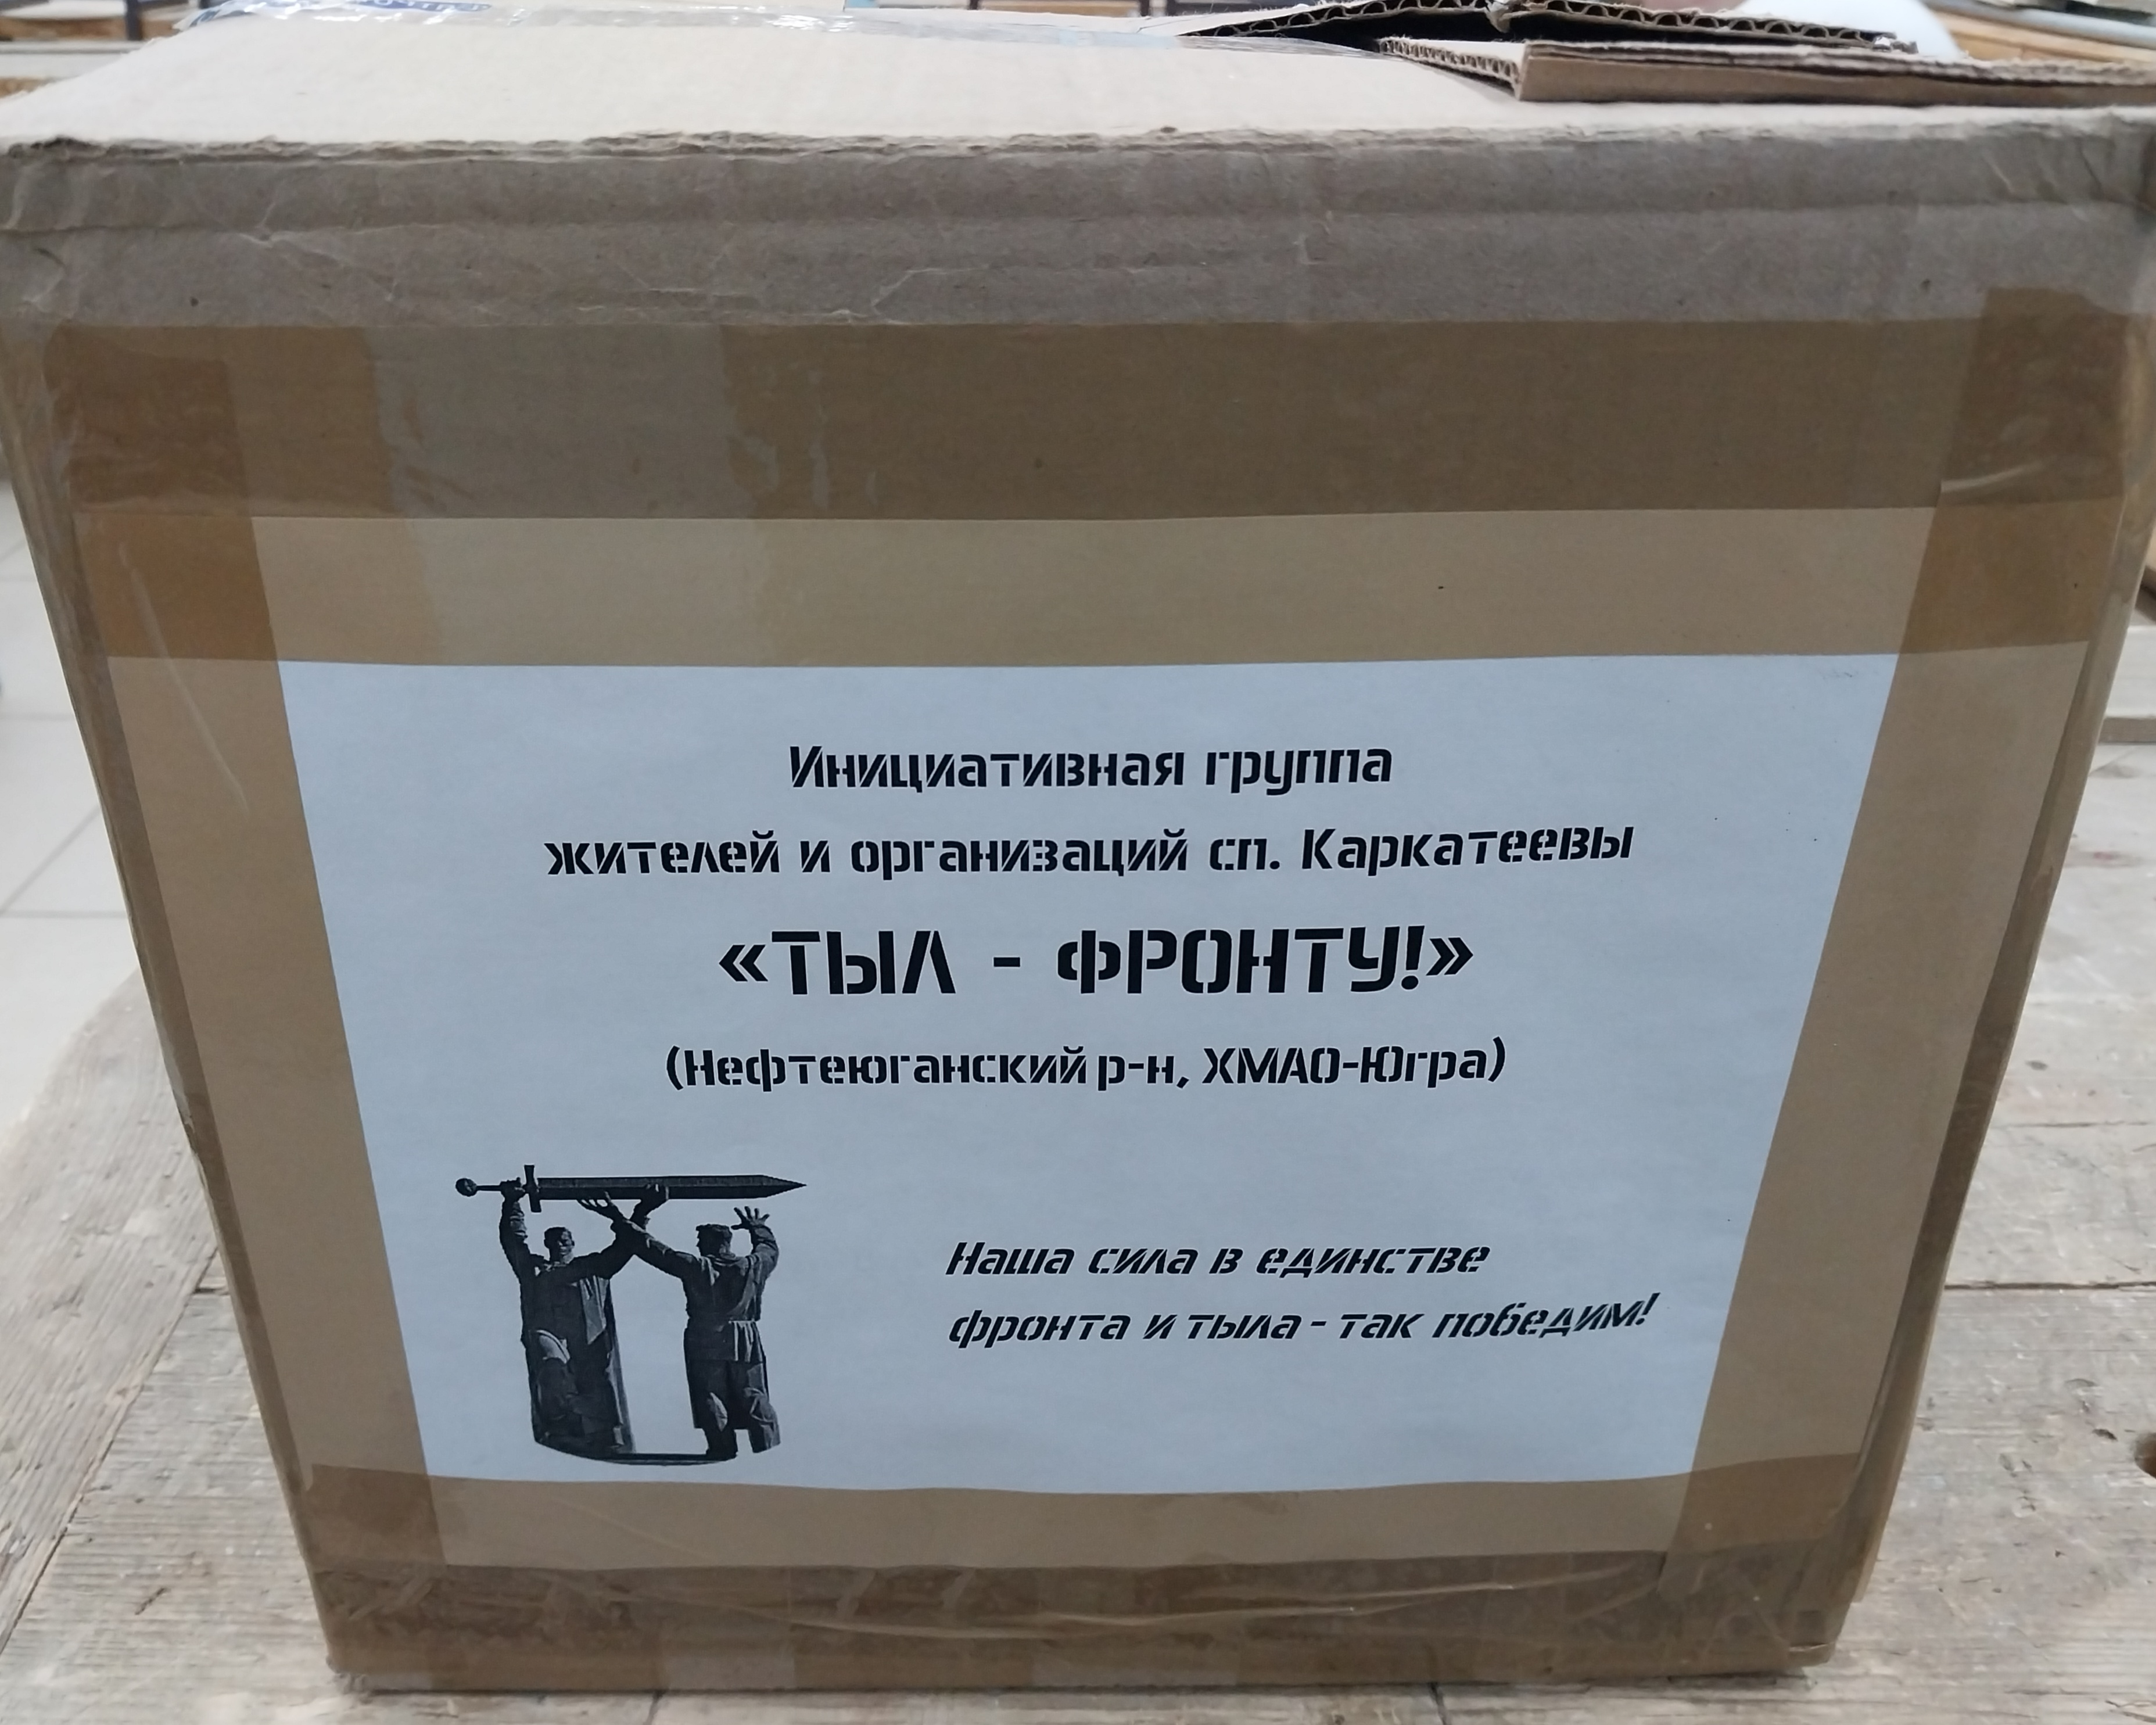 Инициативная группа
жителей и организаций сп. Каркатеевы
«ТЫЛ - ФРОНТУ!»
(Нефтеюганский р-н, ХМАО-Югра)
Наша сила в единстве
фронта и тыла - так победим!